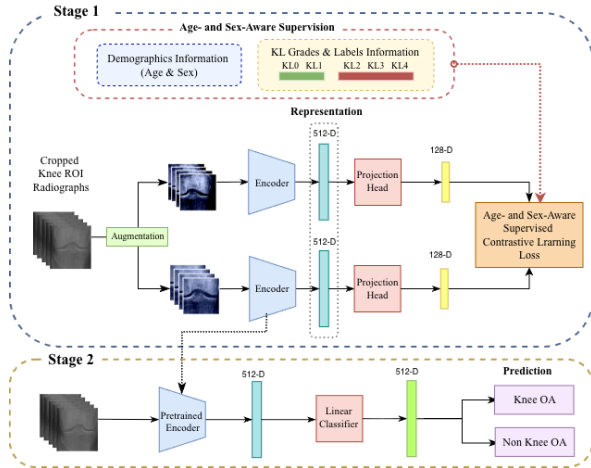 Stage 1
Age- and Sex-Aware Supervision
Demographics Information
(Age & Sex)
KL Grades & Labels Information
KL0 KL1 KL2 KL3 KL4
Representation
512-D
Cropped
Knee ROI
Radiographs
Augmentation
Encoder
Projection
Head
128-D
Age- and Sex-Aware
Supervised
Contrastive Learning
Loss
512-D
Encoder
Projection
Head
128-D
Stage 2
Pretrained
Encoder
512-D
Linear
Classifier
512-D
Prediction
Knee OA
Non Knee OA